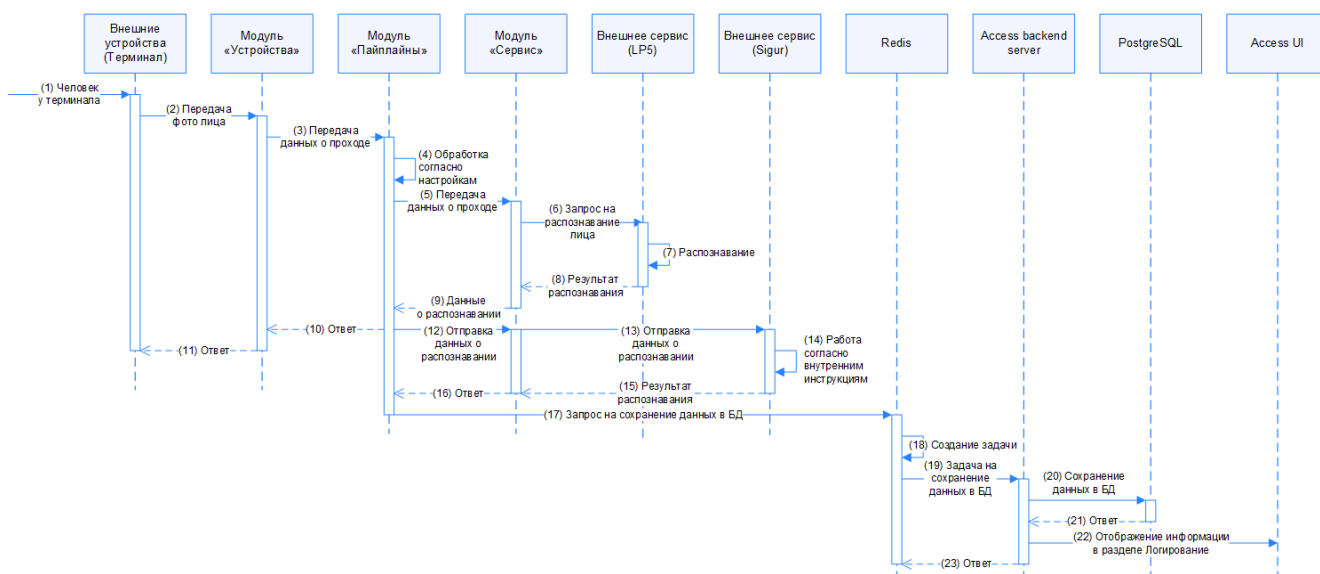 Внешние
устройства
(Терминал)
Модуль
«Устройства»
Модуль
«Пайплайны»
Модуль
«Сервис»
Внешнее сервис
(LP5)
Внешнее сервис
(Sigur)
Redis
Access backend
server
PostgreSQL
Access UI
(1) Человек
у терминала
(2) Передача
фото лица
(3) Передача
данных о проходе
(4) Обработка
согласно
настройкам
(5) Передача
данных о проходе
(6) Запрос на
распознавание
лица
(7) Распознавание
(8) Результат
распознавания
(9) Данные
о распознавании
(10) Ответ
(11) Ответ
(12) Отправка
данных о
распознавании
(13) Отправка
данных о
распознавании
(14) Работа
согласно
внутренним
инструкциям
(15) Результат
распознавания
(16) Ответ
(17) Запрос на сохранение данных в БД
(18) Создание задачи
(19) Задача на
сохранение
данных в БД
(20) Сохранение
данных в БД
(21) Ответ
(22) Отображение информации
в разделе Логирование
(23) Ответ